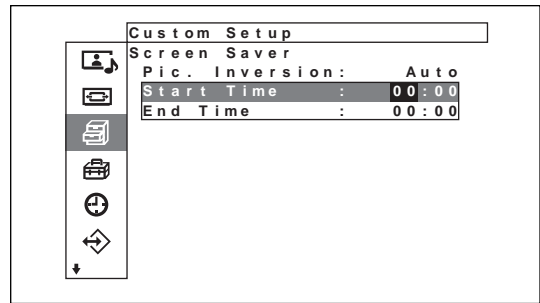 Custom Setup
Screen Saver
Pic. Inversion: Auto
Start Time : 00:00
End Time : 00:00